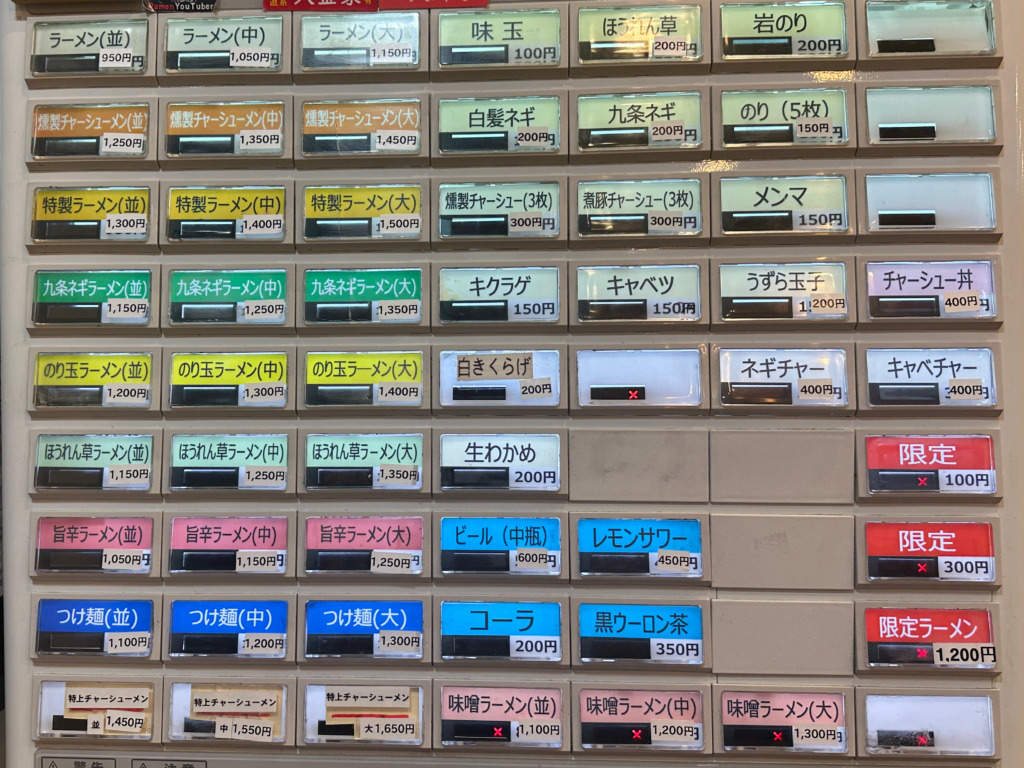 Ramen YouTuber
ラーメン(並)
950円
ラーメン(中)
1,050円
ラーメン(大)
1,150円
味玉
100円
ほうれん草
200円
岩のり
200円
燻製チャーシューメン(並)
1,250円
燻製チャーシューメン(中)
1,350円
燻製チャーシューメン(大)
1,450円
白髪ネギ
200円
九条ネギ
200円
のり（5枚）
150円
特製ラーメン(並)
1,300円
特製ラーメン(中)
1,400円
特製ラーメン(大)
1,500円
燻製チャーシュー(3枚)
300円
煮豚チャーシュー(3枚)
300円
メンマ
150円
九条ネギラーメン(並)
1,150円
九条ネギラーメン(中)
1,250円
九条ネギラーメン(大)
1,350円
キクラゲ
150円
キャベツ
150円
うずら玉子
200円
チャーシュー丼
400円
のり玉ラーメン(並)
1,200円
のり玉ラーメン(中)
1,300円
のり玉ラーメン(大)
1,400円
白きくらげ
200円
×
ネギチャー
400円
キャベチャー
400円
ほうれん草ラーメン(並)
1,150円
ほうれん草ラーメン(中)
1,250円
ほうれん草ラーメン(大)
1,350円
生わかめ
200円
限定
× 100円
旨辛ラーメン(並)
1,050円
旨辛ラーメン(中)
1,150円
旨辛ラーメン(大)
1,250円
ビール（中瓶）
600円
レモンサワー
450円
限定
× 300円
つけ麺(並)
1,100円
つけ麺(中)
1,200円
つけ麺(大)
1,300円
コーラ
200円
黒ウーロン茶
350円
限定ラーメン
× 1,200円
特上チャーシューメン
並 1,450円
特上チャーシューメン
中 1,550円
特上チャーシューメン
大 1,650円
味噌ラーメン(並)
× 1,100円
味噌ラーメン(中)
× 1,200円
味噌ラーメン(大)
× 1,300円
×
警告
注意